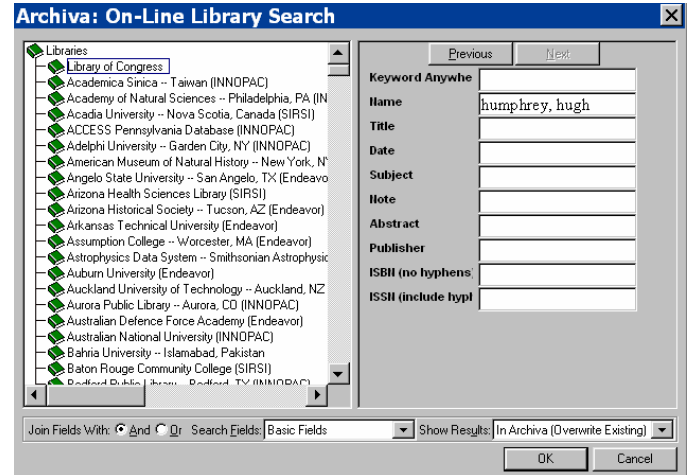 Archiva: On-Line Library Search
Libraries
Library of Congress
Academica Sinica -- Taiwan (INNOPAC)
Academy of Natural Sciences -- Philadelphia, PA (IN
Acadia University -- Nova Scotia, Canada (SIRSI)
ACCESS Pennsylvania Database (INNOPAC)
Adelphi University -- Garden City, NY (INNOPAC)
American Museum of Natural History -- New York, N
Angelo State University -- San Angelo, TX (Endeavo
Arizona Health Sciences Library (SIRSI)
Arizona Historical Society -- Tucson, AZ (Endeavor)
Arkansas Technical University (Endeavor)
Assumption College -- Worcester, MA (Endeavor)
Astrophysics Data System -- Smithsonian Astrophysic
Auburn University (Endeavor)
Auckland University of Technology -- Auckland, NZ
Aurora Public Library -- Aurora, CO (INNOPAC)
Australian Defence Force Academy (Endeavor)
Australian National University (INNOPAC)
Bahria University -- Islamabad, Pakistan
Baton Rouge Community College (SIRSI)
Bedford Public Library -- Bedford, TX (INNOPAC)
Previous Next
Keyword Anywhe
Name humphrey, hugh
Title
Date
Subject
Note
Abstract
Publisher
ISBN (no hyphens)
ISSN (include hypl
Join Fields With: And Or Search Fields: Basic Fields Show Results: In Archiva (Overwrite Existing)
OK Cancel